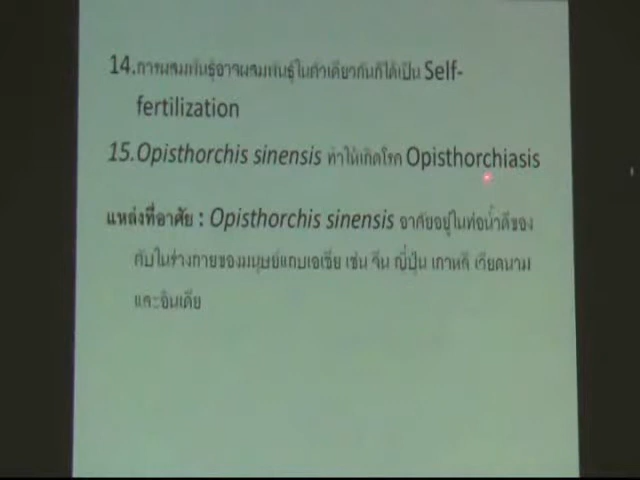 14.การผสมพันธุ์อาจผสมพันธุ์ในตัวเดียวกันก็ได้เป็น Self-
fertilization
15.Opisthorchis sinensis ทำให้เกิดโรค Opisthorchiasis
แหล่งที่อาศัย : Opisthorchis sinensis อาศัยอยู่ในท่อน้ำดีของ
ตับในร่างกายของมนุษย์แถบเอเซีย เช่น จีน ญี่ปุ่น เกาหลี เวียดนาม
และอินเดีย